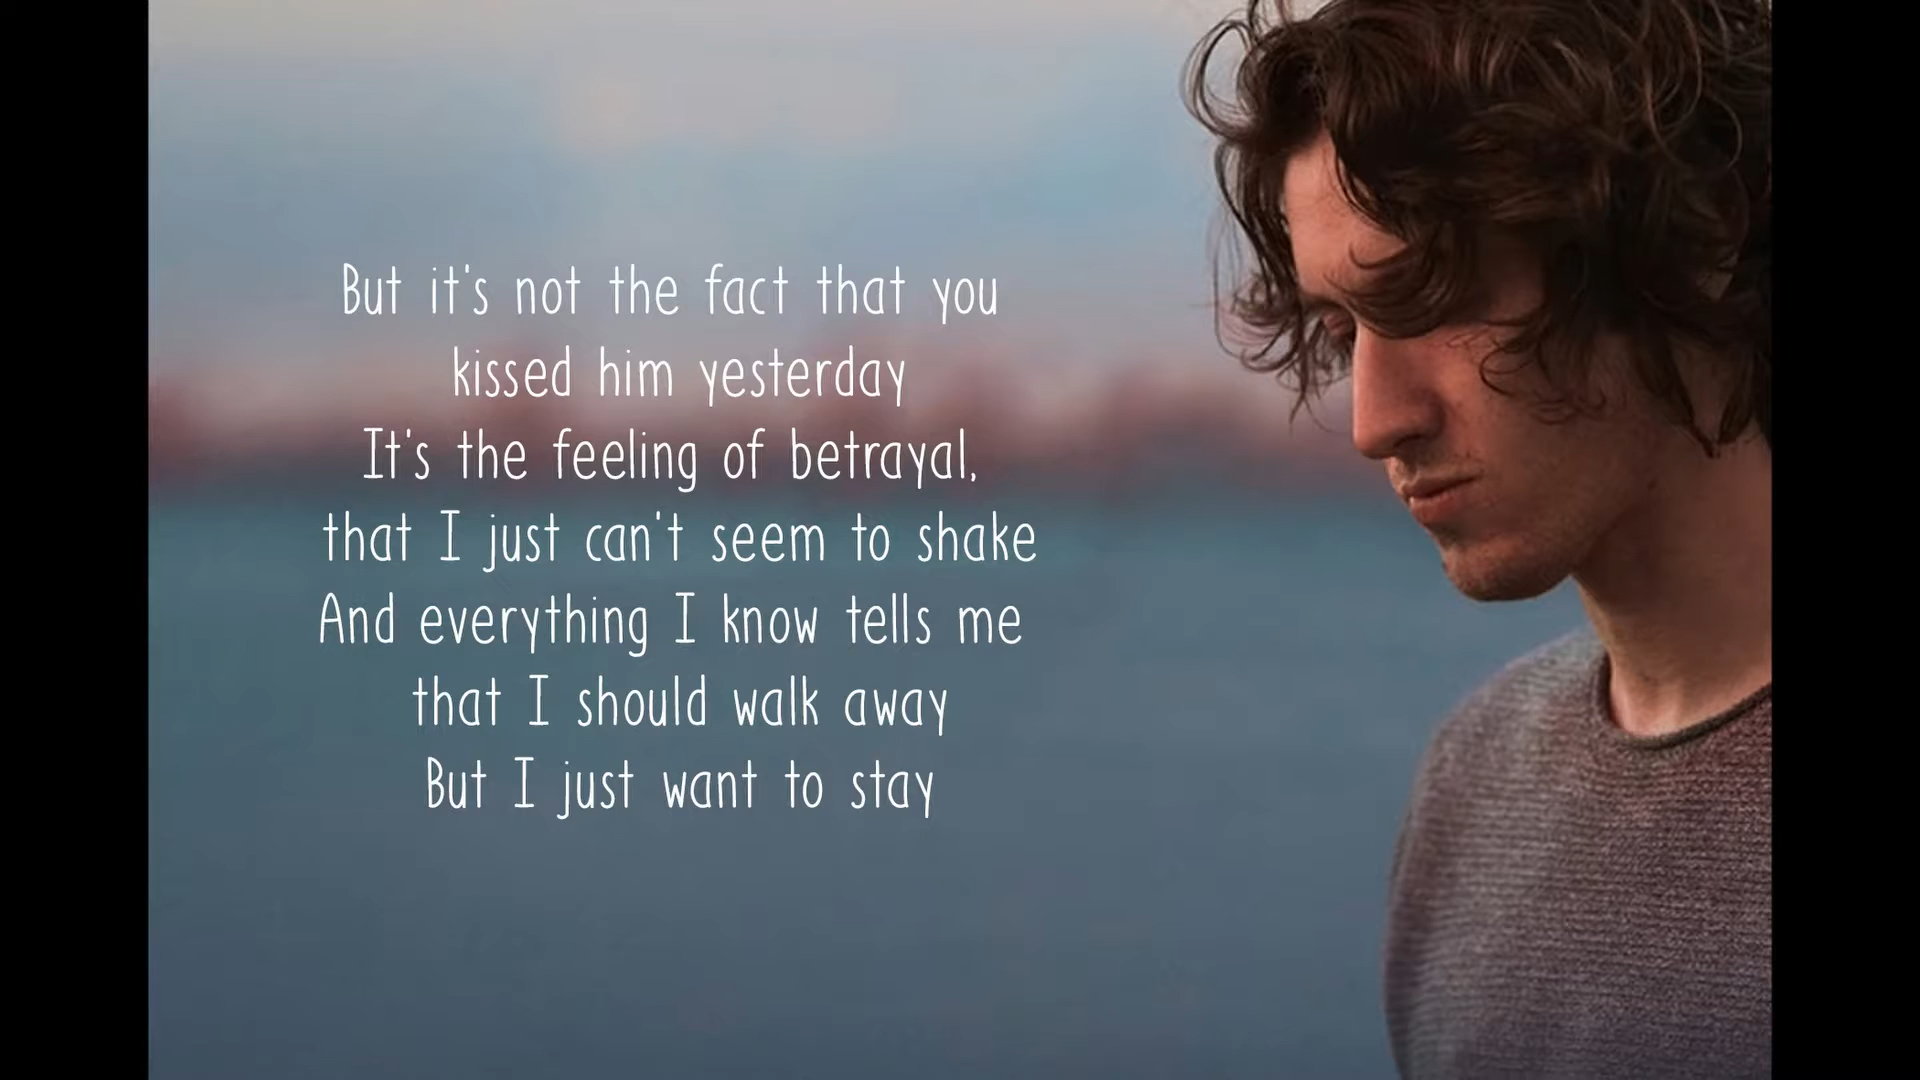 But it's not the fact that you
kissed him yesterday
It's the feeling of betrayal,
that I just can't seem to shake
And everything I know tells me
that I should walk away
But I just want to stay